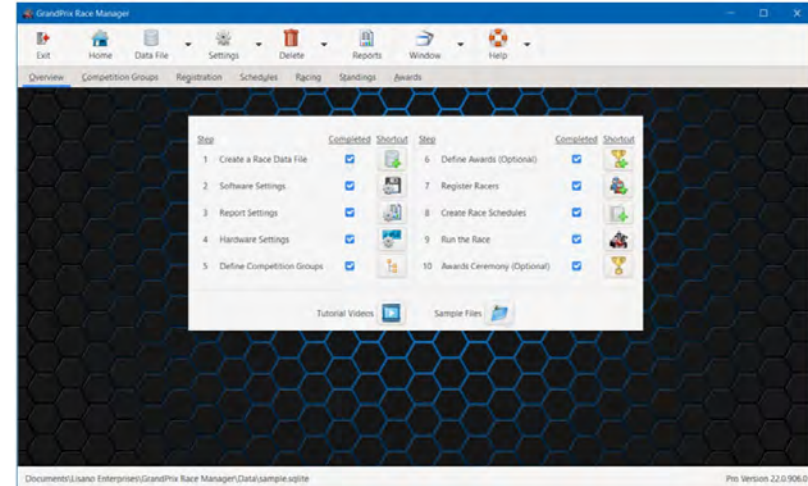 GrandPrix Race Manager
Exit Home Data File Settings Delete Reports Window Help
Overview Competition Groups Registration Schedules Racing Standings Awards
Step Completed Shortcut Step Completed Shortcut
1 Create a Race Data File 6 Define Awards (Optional)
2 Software Settings 7 Register Racers
3 Report Settings 8 Create Race Schedules
4 Hardware Settings 9 Run the Race
5 Define Competition Groups 10 Awards Ceremony (Optional)
Tutorial Videos Sample Files
Documents\Lisano Enterprises\GrandPrix Race Manager\Data\sample.sqlite Pro Version 22.0.906.0